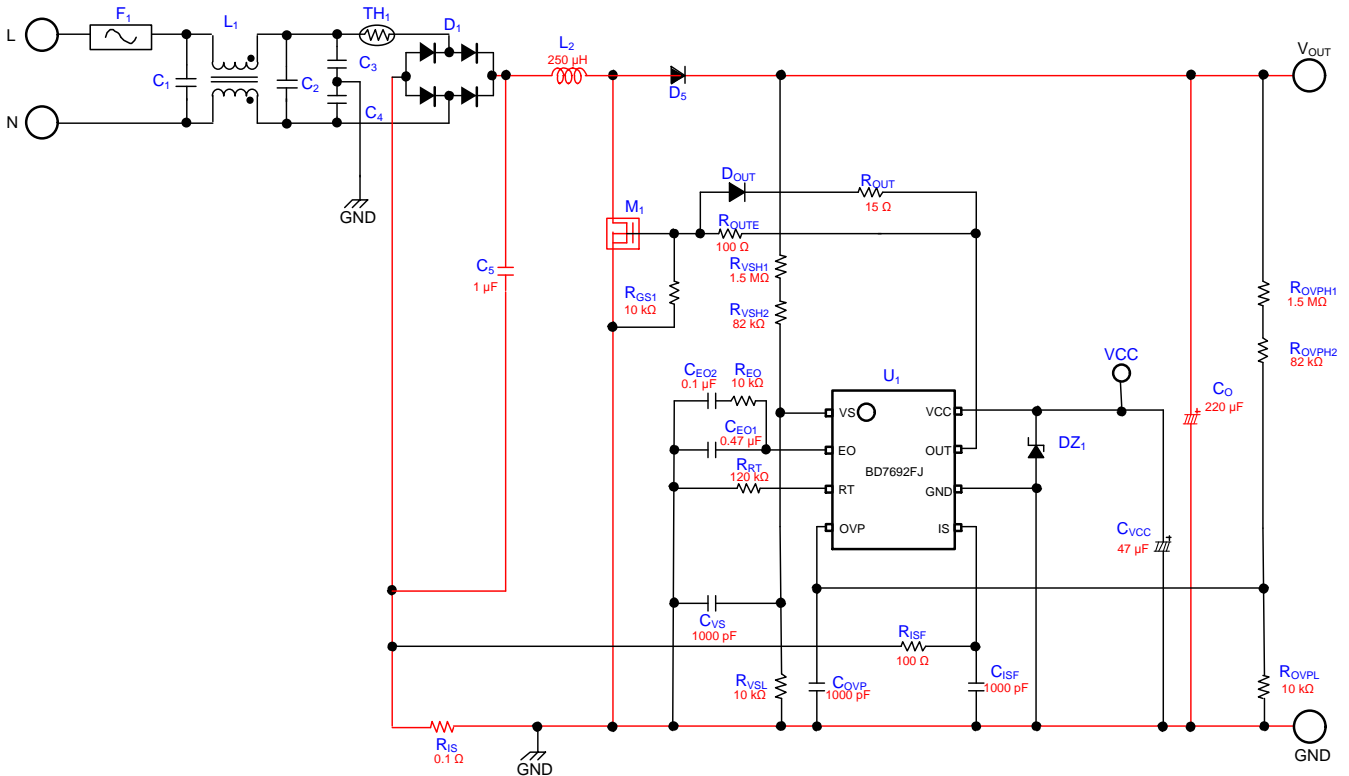 L
F1
L1
TH1
D1
C1
C2
C3
C4
N
GND
L2
250 µH
D5
VOUT
DOUT
ROUT
15 Ω
M1
ROUTE
100 Ω
C5
1 µF
RGS1
10 kΩ
RVSH1
1.5 MΩ
RVSH2
82 kΩ
ROVPH1
1.5 MΩ
ROVPH2
82 kΩ
CEO2
0.1 µF
REO
10 kΩ
CEO1
0.47 µF
RRT
120 kΩ
U1
VS
VCC
EO
OUT
BD7692FJ
RT
GND
OVP
IS
VCC
DZ1
CO
220 µF
CVCC
47 µF
CVS
1000 pF
RISF
100 Ω
RVSL
10 kΩ
COVP
1000 pF
CISF
1000 pF
ROVPL
10 kΩ
RIS
0.1 Ω
GND
GND